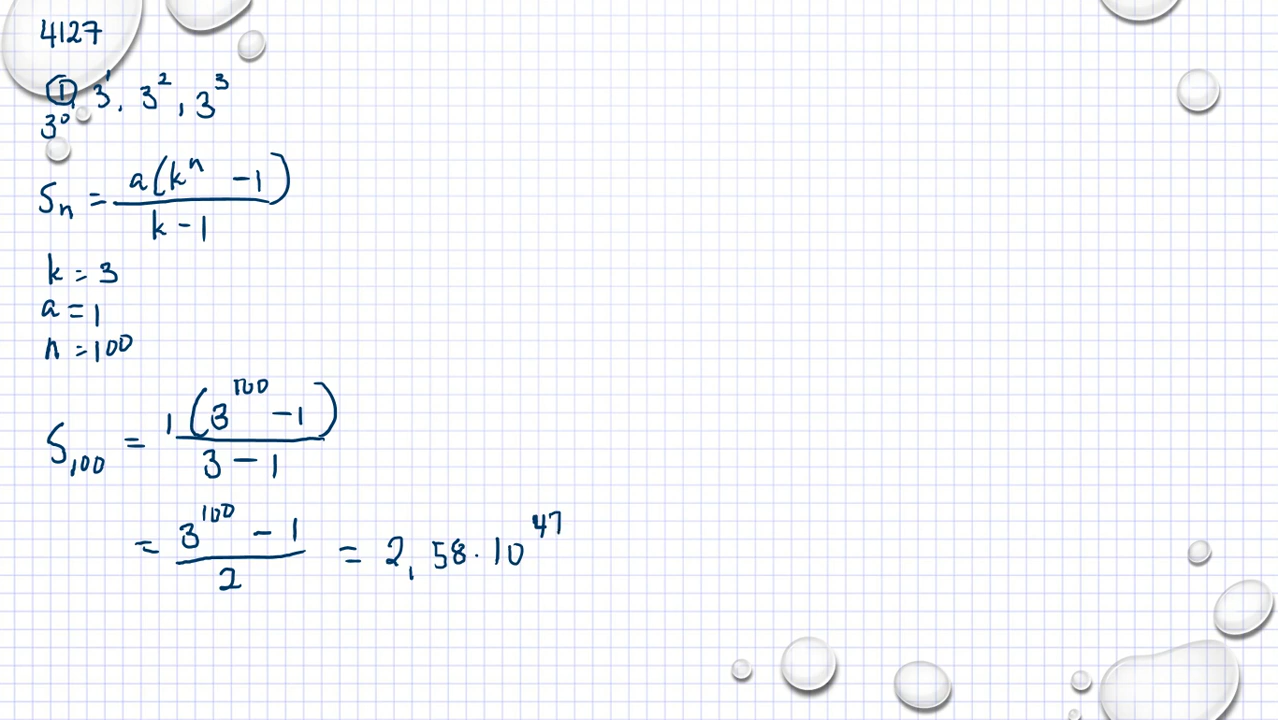 4127
1, 3¹, 3², 3³
3⁰
Sₙ = a(kⁿ - 1) / k - 1
k = 3
a = 1
n = 100
S₁₀₀ = 1(3¹⁰⁰ - 1) / 3 - 1
= 3¹⁰⁰ - 1 / 2 = 2,58 · 10⁴⁷